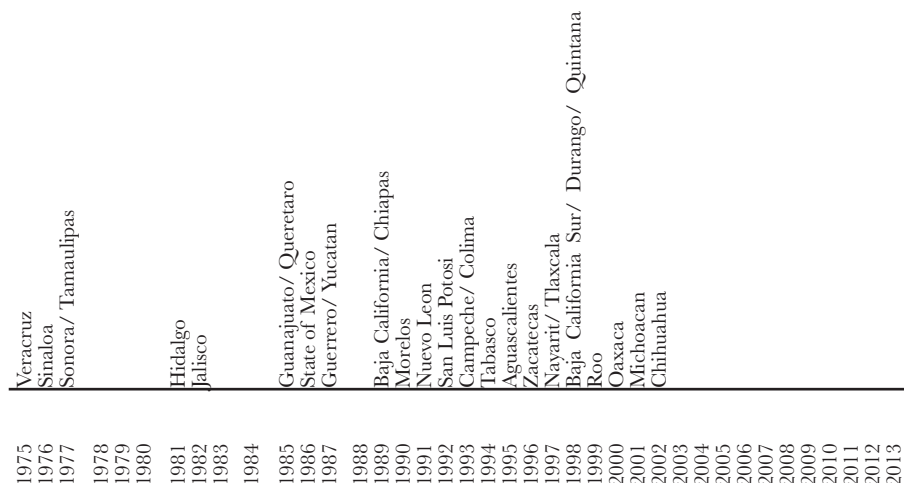 1975 Veracruz
1976 Sinaloa
1977 Sonora/ Tamaulipas
1978
1979
1980
1981 Hidalgo
1982 Jalisco
1983
1984
1985 Guanajuato/ Queretaro
1986 State of Mexico
1987 Guerrero/ Yucatan
1988
1989 Baja California/ Chiapas
1990 Morelos
1991 Nuevo Leon
1992 San Luis Potosi
1993 Campeche/ Colima
1994 Tabasco
1995 Aguascalientes
1996 Zacatecas
1997 Nayarit/ Tlaxcala
1998 Baja California Sur/ Durango/ Quintana
1999 Roo
2000 Oaxaca
2001 Michoacan
2002 Chihuahua
2003
2004
2005
2006
2007
2008
2009
2010
2011
2012
2013